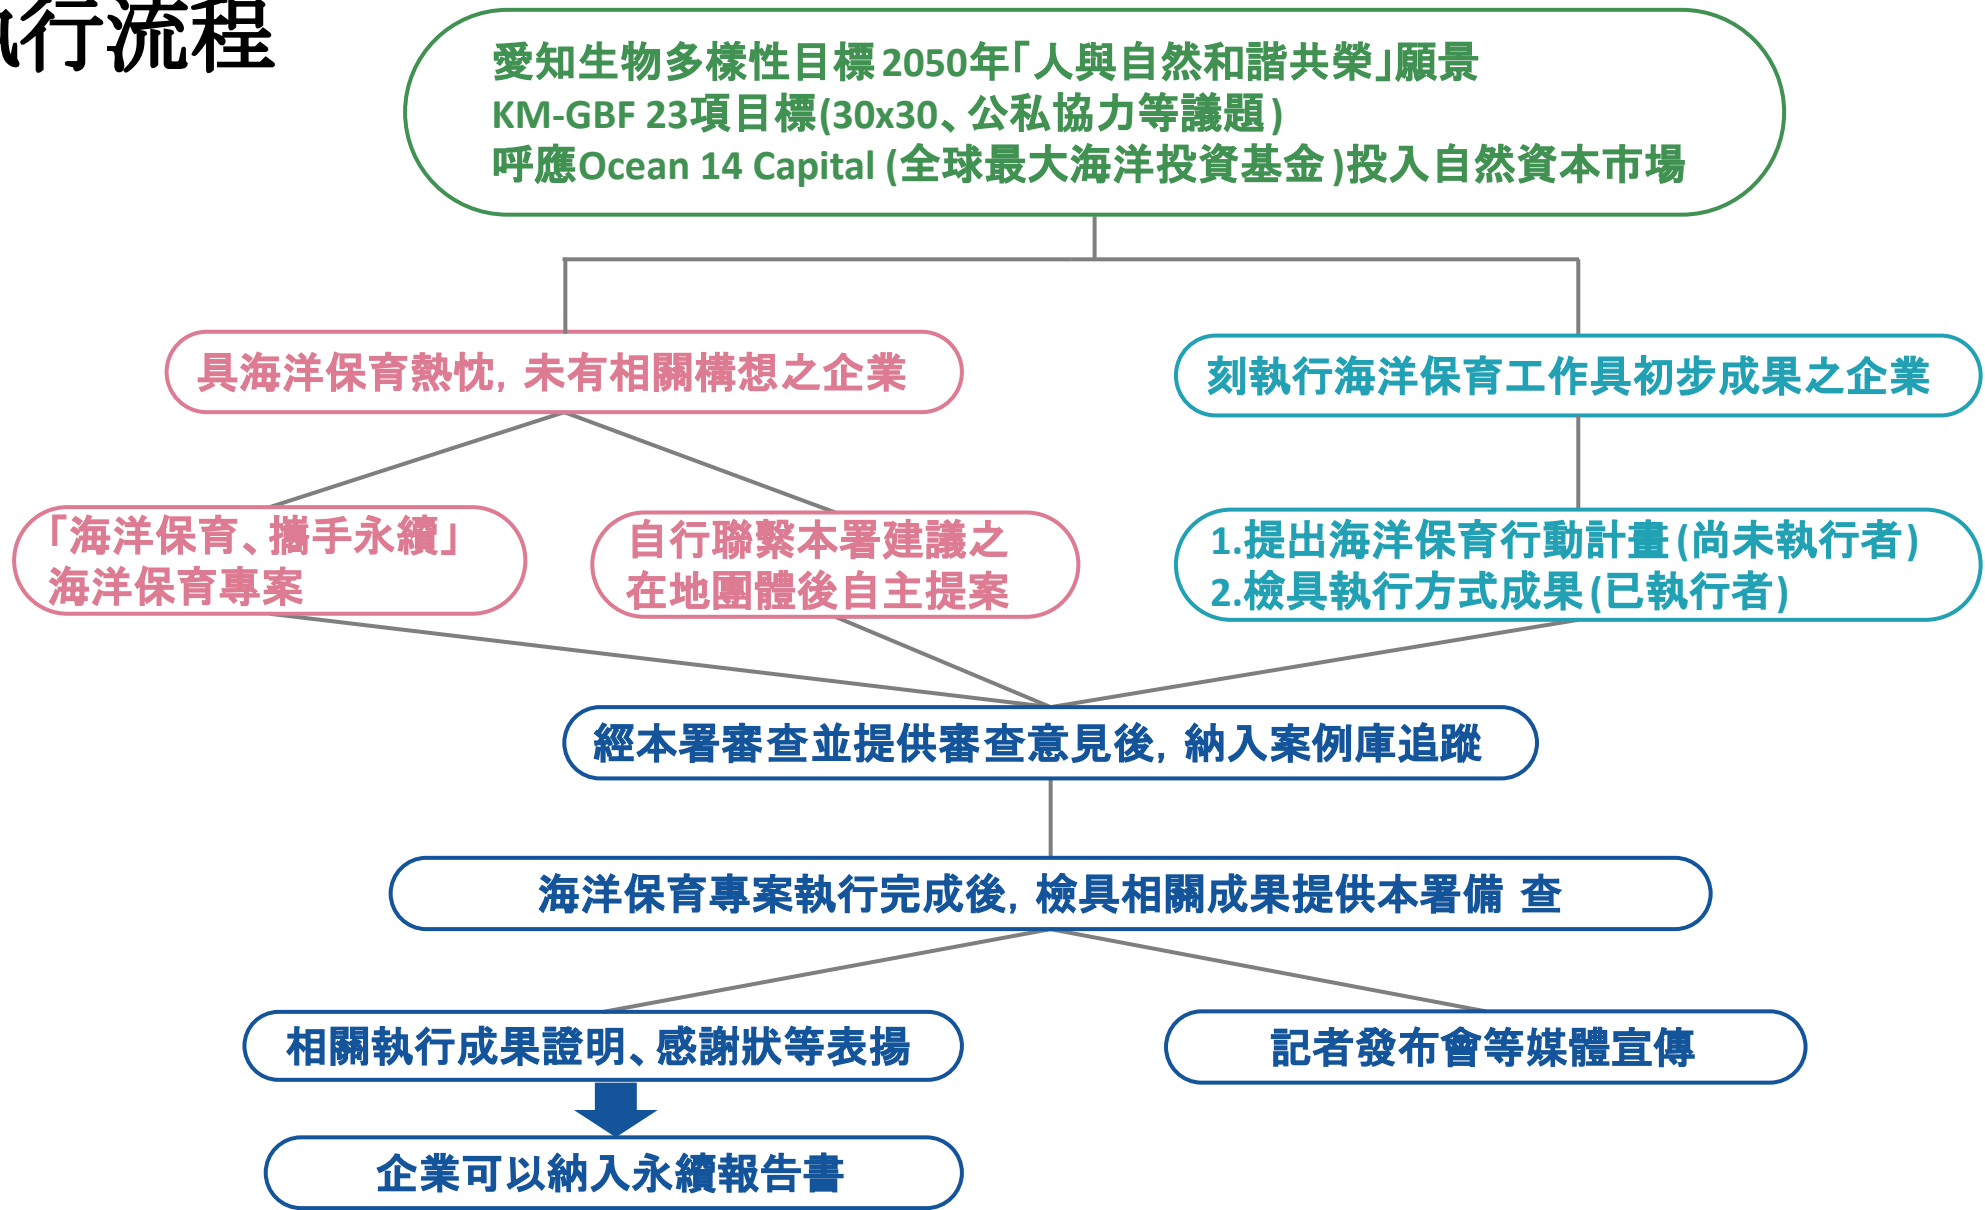 執行流程
愛知生物多樣性目標2050年「人與自然和諧共榮」願景
KM-GBF 23項目標(30x30、公私協力等議題)
呼應Ocean 14 Capital (全球最大海洋投資基金)投入自然資本市場
具海洋保育熱忱,未有相關構想之企業
刻執行海洋保育工作具初步成果之企業
「海洋保育、攜手永續」
海洋保育專案
自行聯繫本署建議之
在地團體後自主提案
1.提出海洋保育行動計畫(尚未執行者)
2.檢具執行方式成果(已執行者)
經本署審查並提供審查意見後,納入案例庫追蹤
海洋保育專案執行完成後,檢具相關成果提供本署備 查
相關執行成果證明、感謝狀等表揚
記者發布會等媒體宣傳
企業可以納入永續報告書